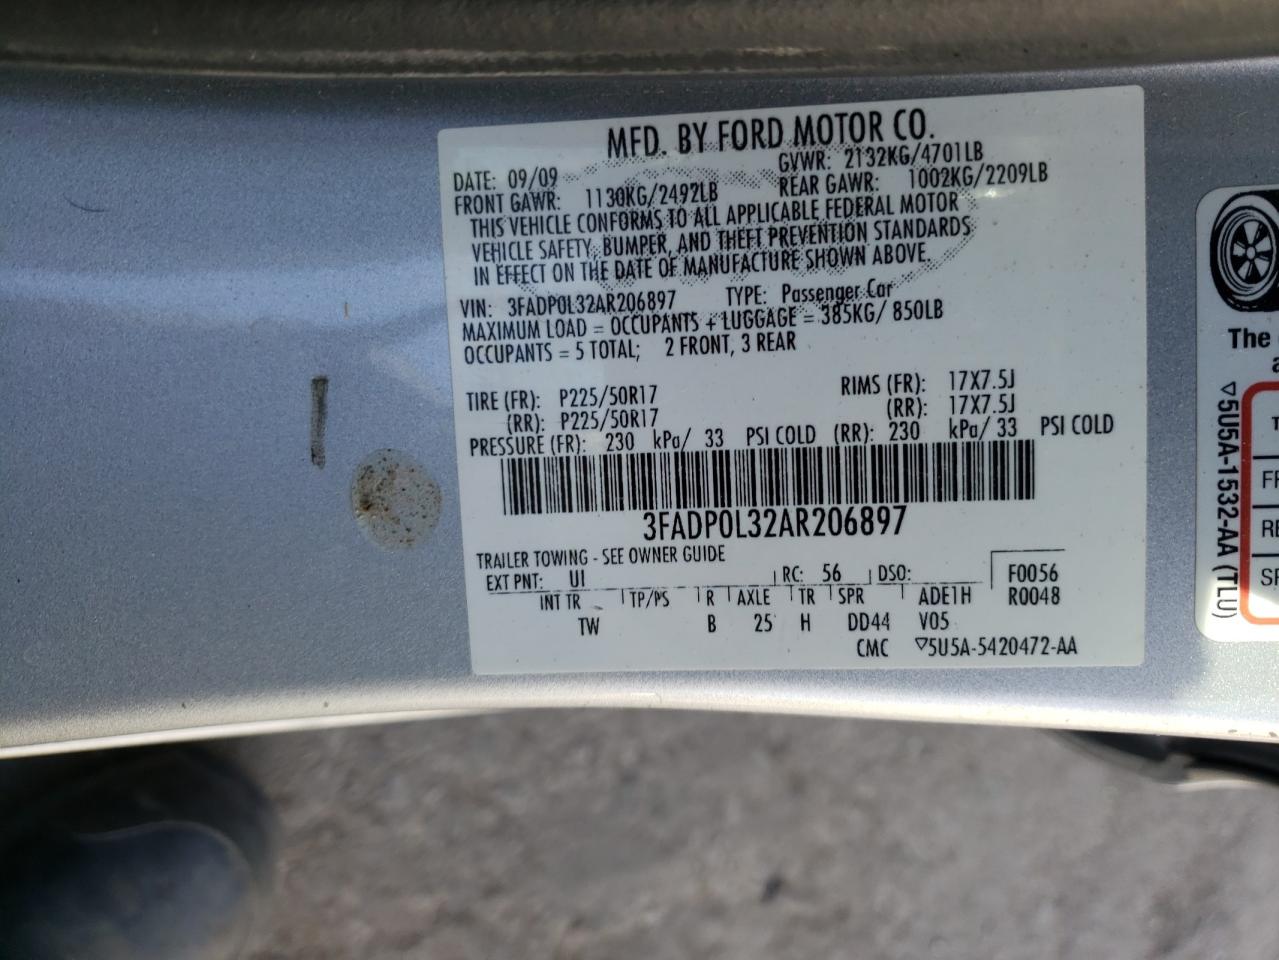 MFD. BY FORD MOTOR CO.
DATE: 09/09 GVWR: 2132KG/4701LB
FRONT GAWR: 1130KG/2492LB REAR GAWR: 1002KG/2209LB
THIS VEHICLE CONFORMS TO ALL APPLICABLE FEDERAL MOTOR
VEHICLE SAFETY, BUMPER, AND THEFT PREVENTION STANDARDS
IN EFFECT ON THE DATE OF MANUFACTURE SHOWN ABOVE.
VIN: 3FADP0L32AR206897 TYPE: Passenger Car
MAXIMUM LOAD = OCCUPANTS + LUGGAGE = 385KG/ 850LB
OCCUPANTS = 5 TOTAL; 2 FRONT, 3 REAR
TIRE (FR): P225/50R17 RIMS (FR): 17X7.5J
(RR): P225/50R17 (RR): 17X7.5J
PRESSURE (FR): 230 kPa/ 33 PSI COLD (RR): 230 kPa/ 33 PSI COLD
3FADP0L32AR206897
TRAILER TOWING - SEE OWNER GUIDE
EXT PNT: UI RC: 56 DSO: F0056
INT TR TP/PS R AXLE TR SPR ADE1H R0048
TW B 25 H DD44 V05
CMC ▽5U5A-5420472-AA
The
▽5U5A-1532-AA (TLU)